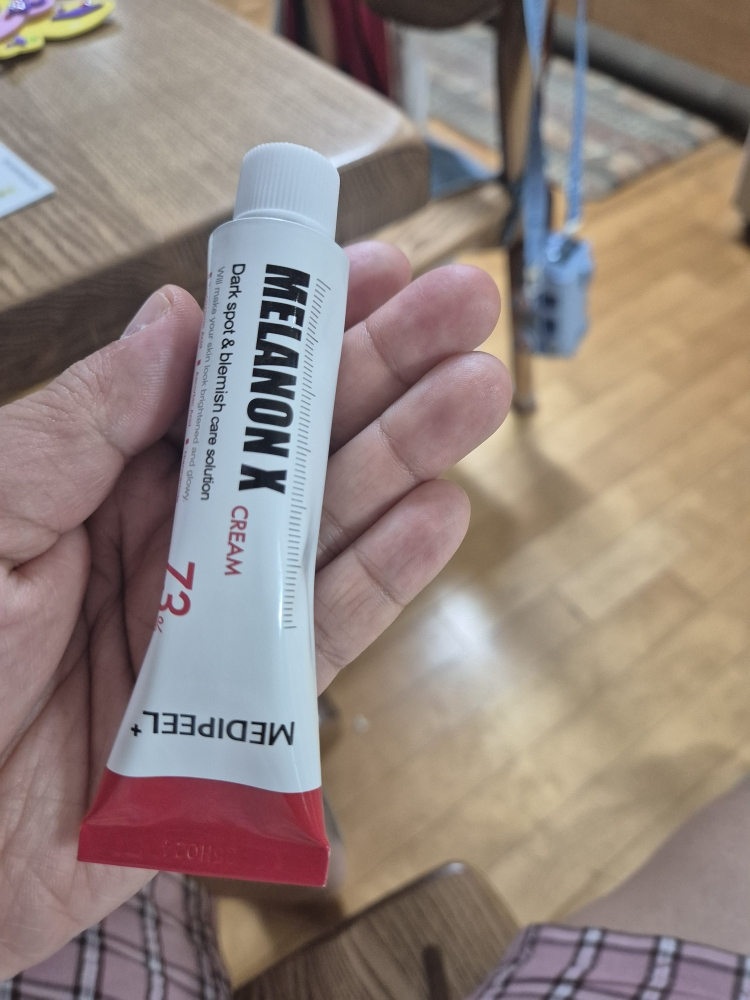 MELANON X
CREAM
Dark spot & blemish care solution
Will make your skin look brightened and glowy.
73%
MEDIPEEL+